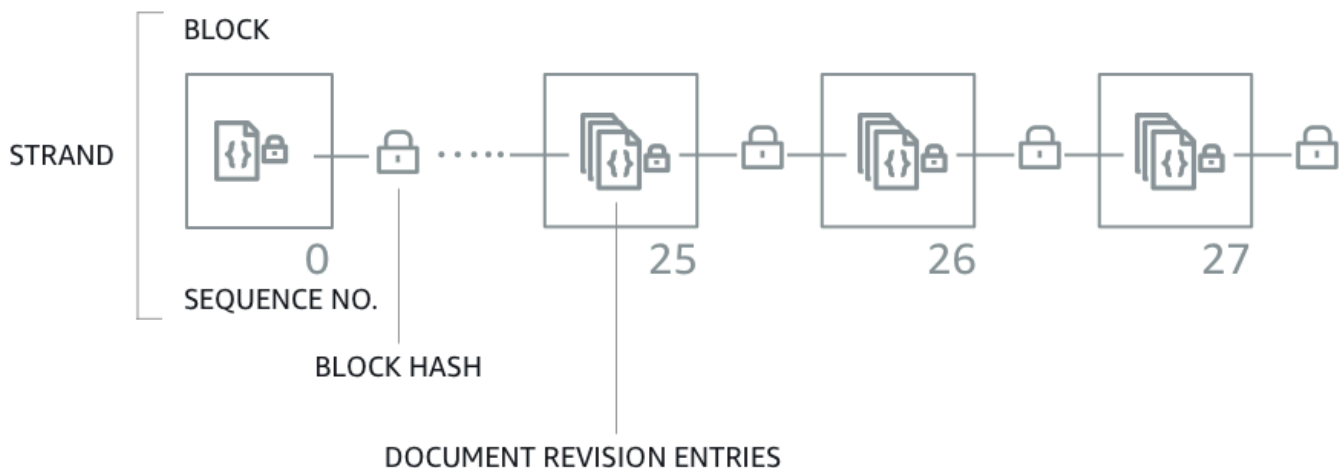 BLOCK
STRAND
0
25
26
27
SEQUENCE NO.
BLOCK HASH
DOCUMENT REVISION ENTRIES